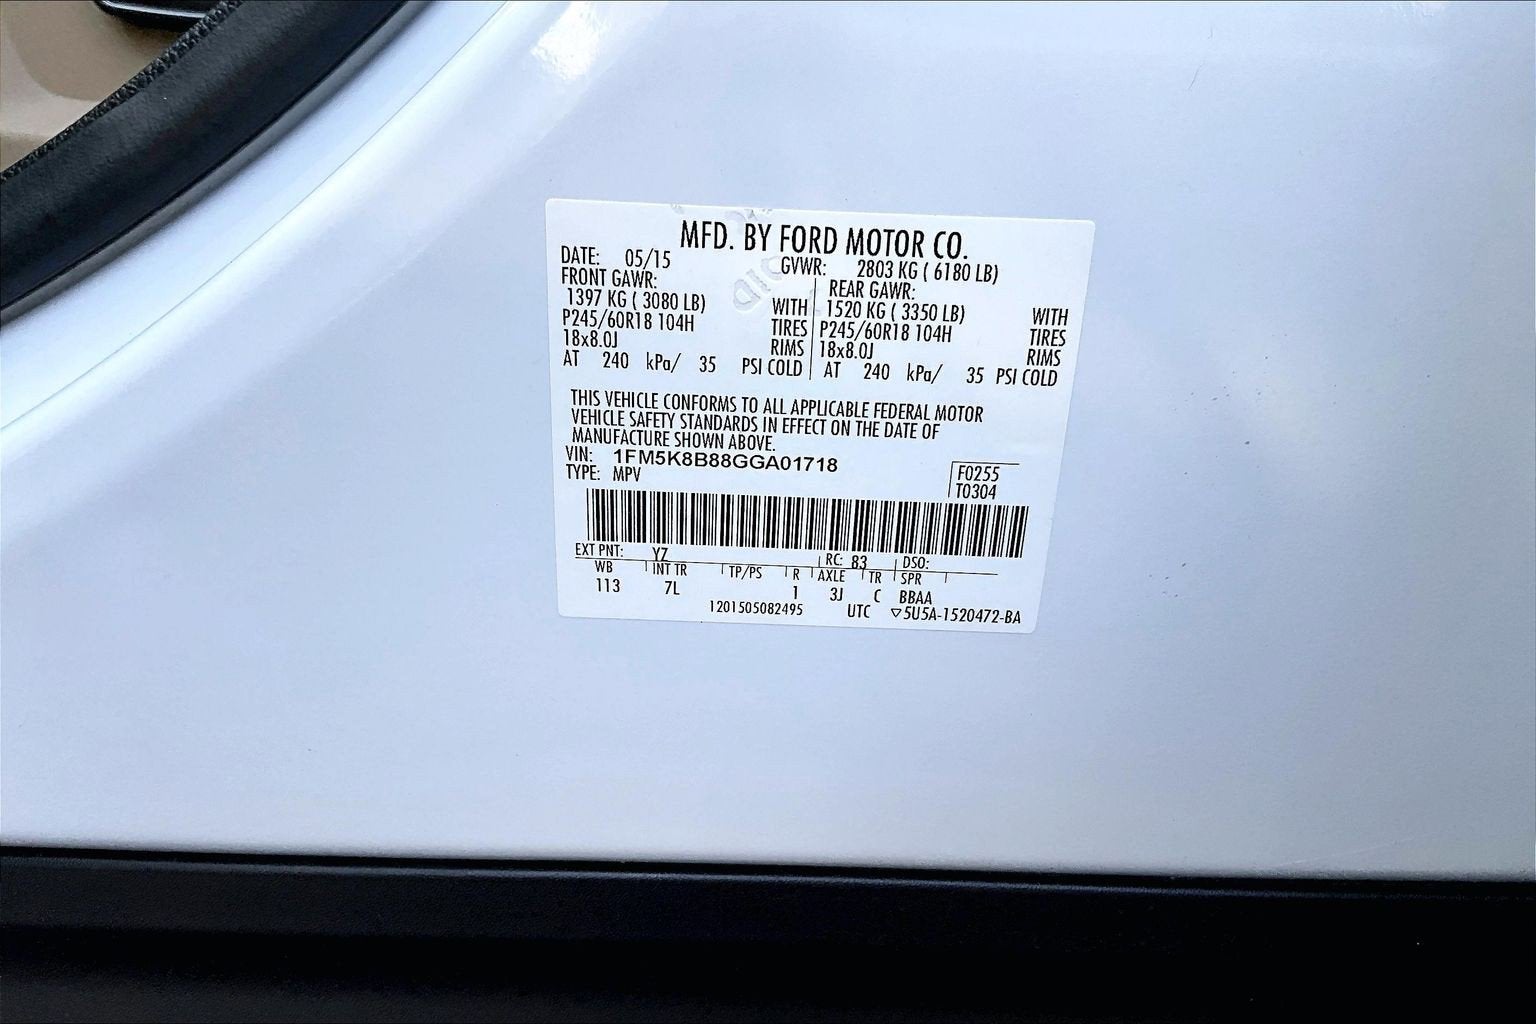 MFD. BY FORD MOTOR CO.
DATE: 05/15 GVWR: 2803 KG ( 6180 LB)
FRONT GAWR: REAR GAWR:
1397 KG ( 3080 LB) WITH 1520 KG ( 3350 LB) WITH
P245/60R18 104H TIRES P245/60R18 104H TIRES
18x8.0J RIMS 18x8.0J RIMS
AT 240 kPa/ 35 PSI COLD AT 240 kPa/ 35 PSI COLD
THIS VEHICLE CONFORMS TO ALL APPLICABLE FEDERAL MOTOR
VEHICLE SAFETY STANDARDS IN EFFECT ON THE DATE OF
MANUFACTURE SHOWN ABOVE.
VIN: 1FM5K8B88GGA01718
TYPE: MPV
F0255
T0304
EXT PNT: YZ RC: 83 DSO:
WB INT TR TP/PS R AXLE TR SPR
113 7L 1 3J C BBAA
1201505082495 UTC ▽5U5A-1520472-BA